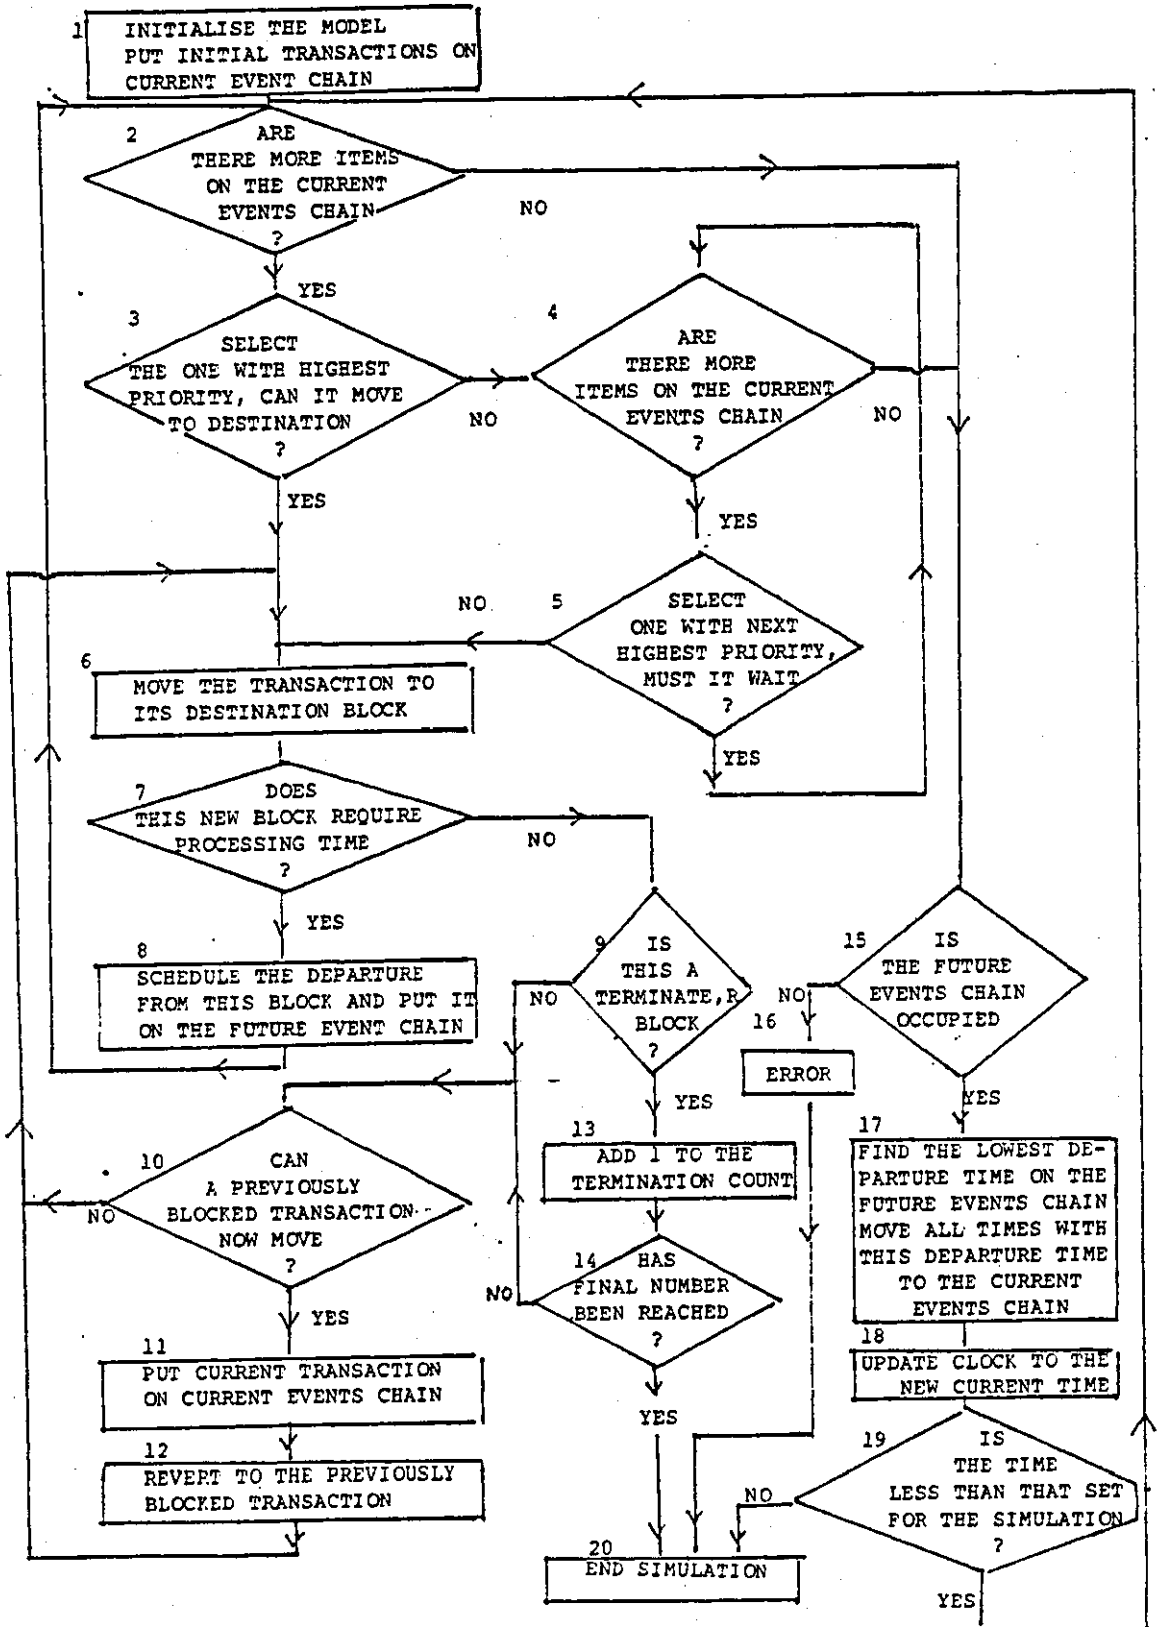 1
INITIALISE THE MODEL
PUT INITIAL TRANSACTIONS ON
CURRENT EVENT CHAIN
2
ARE
THERE MORE ITEMS
ON THE CURRENT
EVENTS CHAIN
?
NO
YES
3
SELECT
THE ONE WITH HIGHEST
PRIORITY, CAN IT MOVE
TO DESTINATION
?
NO
YES
4
ARE
THERE MORE
ITEMS ON THE CURRENT
EVENTS CHAIN
?
NO
YES
5
SELECT
ONE WITH NEXT
HIGHEST PRIORITY,
MUST IT WAIT
?
NO
YES
6
MOVE THE TRANSACTION TO
ITS DESTINATION BLOCK
7
DOES
THIS NEW BLOCK REQUIRE
PROCESSING TIME
?
NO
YES
8
SCHEDULE THE DEPARTURE
FROM THIS BLOCK AND PUT IT
ON THE FUTURE EVENT CHAIN
9
IS
THIS A
TERMINATE,R
BLOCK
?
NO
YES
10
CAN
A PREVIOUSLY
BLOCKED TRANSACTION
NOW MOVE
?
NO
YES
11
PUT CURRENT TRANSACTION
ON CURRENT EVENTS CHAIN
12
REVERT TO THE PREVIOUSLY
BLOCKED TRANSACTION
13
ADD 1 TO THE
TERMINATION COUNT
14
HAS
FINAL NUMBER
BEEN REACHED
?
NO
YES
15
IS
THE FUTURE
EVENTS CHAIN
OCCUPIED
NO
YES
16
ERROR
17
FIND THE LOWEST DE-
PARTURE TIME ON THE
FUTURE EVENTS CHAIN
MOVE ALL TIMES WITH
THIS DEPARTURE TIME
TO THE CURRENT
EVENTS CHAIN
18
UPDATE CLOCK TO THE
NEW CURRENT TIME
19
IS
THE TIME
LESS THAN THAT SET
FOR THE SIMULATION
?
NO
YES
20
END SIMULATION